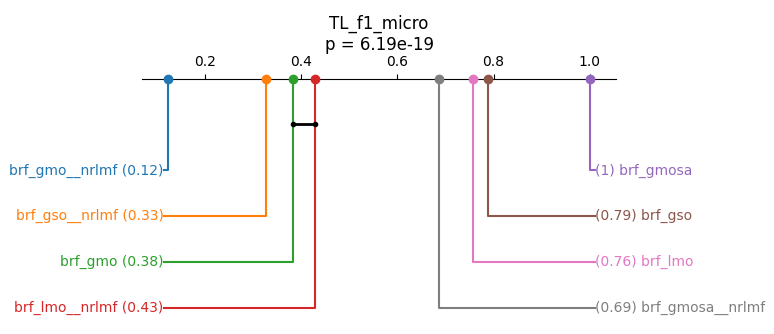 TL_f1_micro
p = 6.19e-19
0.2 0.4 0.6 0.8 1.0
brf_gmo__nrlmf (0.12) (1) brf_gmosa
brf_gso__nrlmf (0.33) (0.79) brf_gso
brf_gmo (0.38) (0.76) brf_lmo
brf_lmo__nrlmf (0.43) (0.69) brf_gmosa__nrlmf